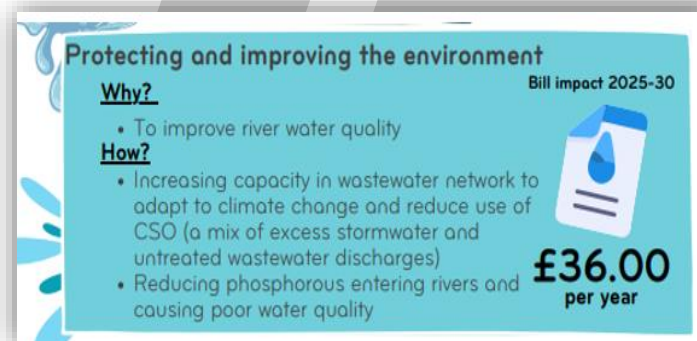 Protecting and improving the environment
Bill impact 2025-30
Why?
• To improve river water quality
How?
• Increasing capacity in wastewater network to
adapt to climate change and reduce use of
CSO (a mix of excess stormwater and
untreated wastewater discharges)
• Reducing phosphorous entering rivers and
causing poor water quality
£36.00
per year